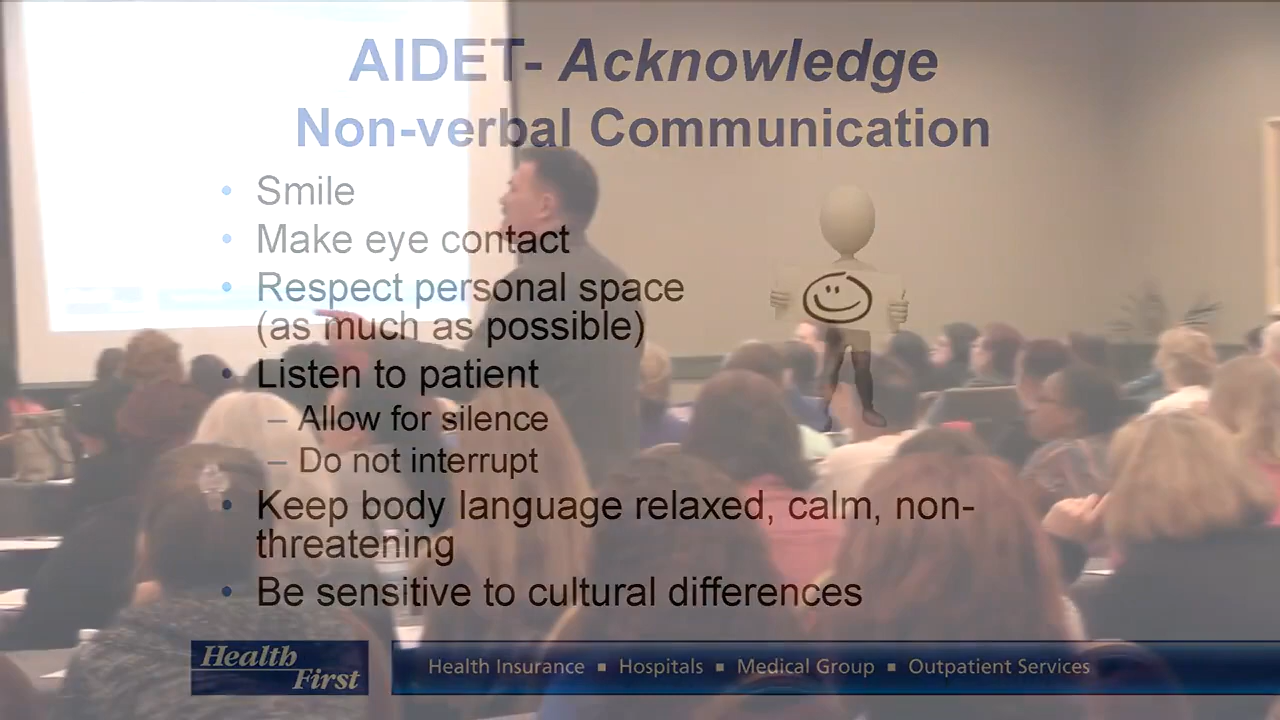 AIDET- Acknowledge
Non-verbal Communication
• Smile
• Make eye contact
• Respect personal space
(as much as possible)
• Listen to patient
– Allow for silence
– Do not interrupt
• Keep body language relaxed, calm, non-
threatening
• Be sensitive to cultural differences
Health
First
Health Insurance ▪ Hospitals ▪ Medical Group ▪ Outpatient Services